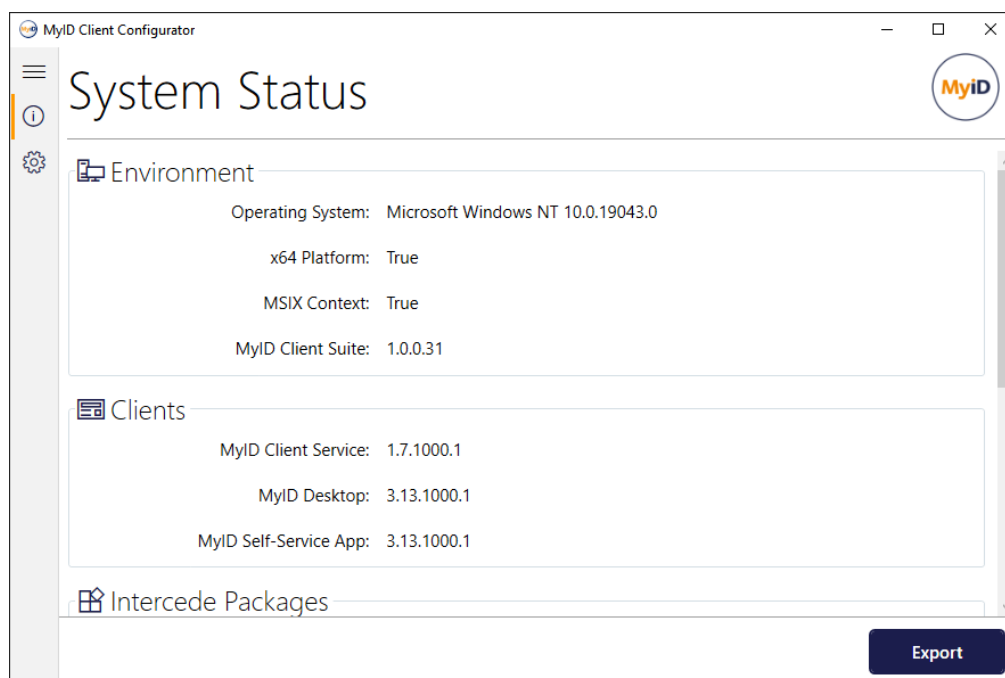 MyID Client Configurator
System Status
MyiD
Environment
Operating System: Microsoft Windows NT 10.0.19043.0
x64 Platform: True
MSIX Context: True
MyID Client Suite: 1.0.0.31
Clients
MyID Client Service: 1.7.1000.1
MyID Desktop: 3.13.1000.1
MyID Self-Service App: 3.13.1000.1
Intercede Packages
Export